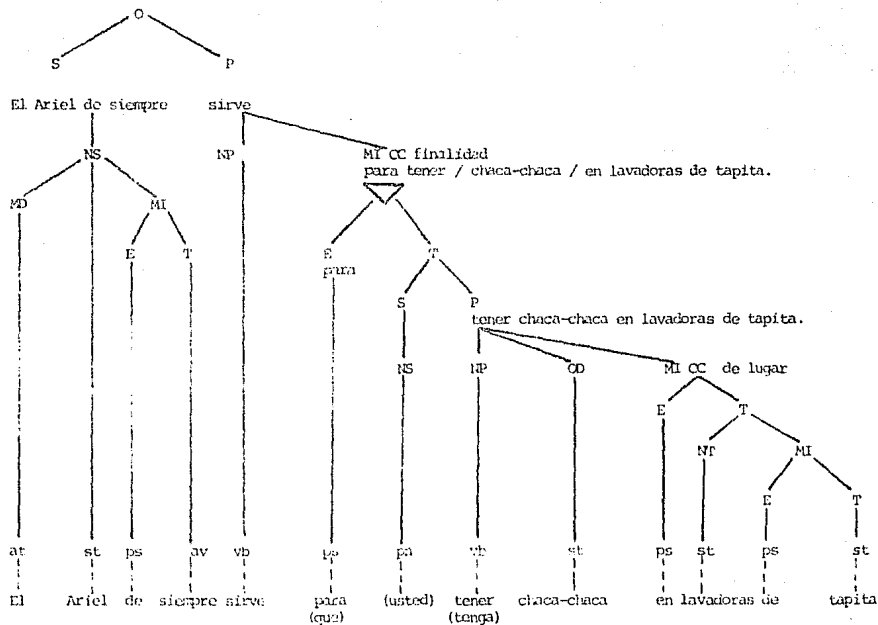 O
S P
El Ariel de siempre sirve
NS NP MI CC finalidad
para tener / chaca-chaca / en lavadoras de tapita.
MD MI
E T E T
para
S P
tener chaca-chaca en lavadoras de tapita.
NS NP OD MI CC de lugar
E T
NT MI
E T
at st ps av vb ps pa vb st ps st ps st
El Ariel de siempre sirve para (usted) tener chaca-chaca en lavadoras de tapita
(que) (tenga)